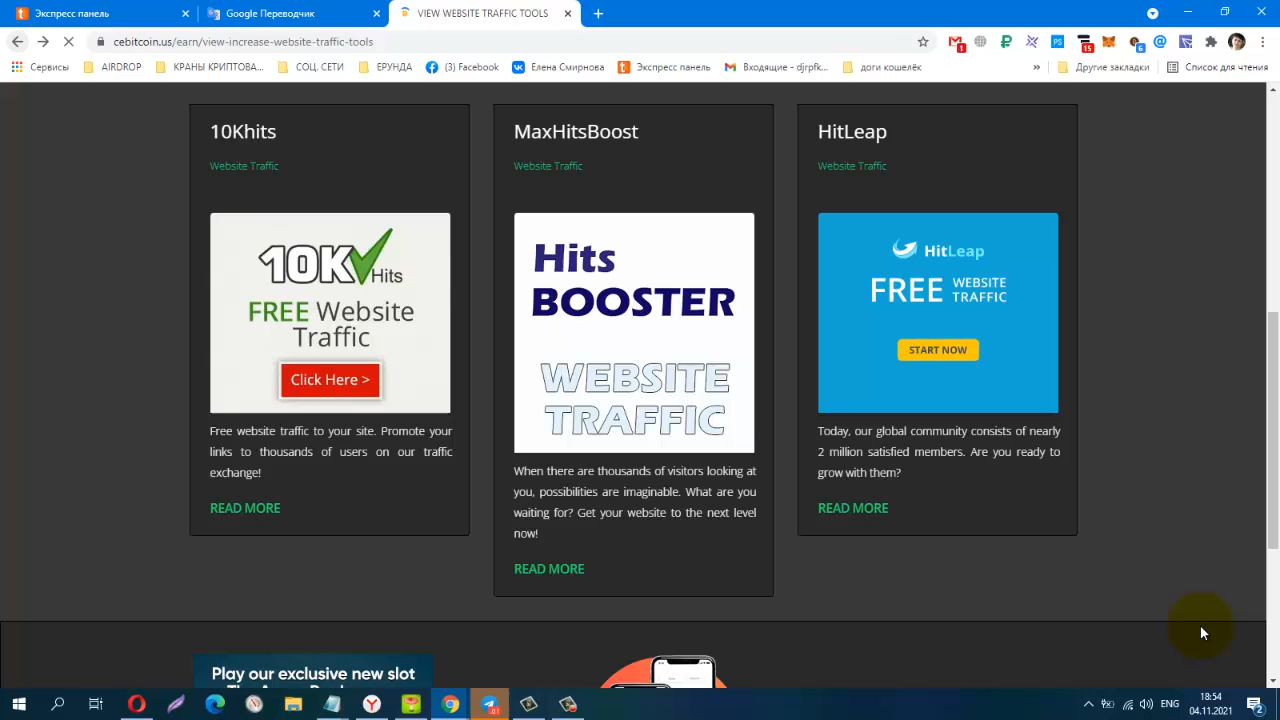 Экспресс панель
Google Переводчик
VIEW WEBSITE TRAFFIC TOOLS
cebitcoin.us/earn/view-increase-website-traffic-tools
1
PS
15
6
Сервисы
AIRDROP
КРАНЫ КРИПТОВА...
СОЦ. СЕТИ
ЕРУНДА
(3) Facebook
Елена Смирнова
Экспресс панель
Входящие - djrpfk...
доги кошелёк
»
Другие закладки
Список для чтения
10Khits
Website Traffic
10K Hits
FREE Website
Traffic
Click Here >
Free website traffic to your site. Promote your
links to thousands of users on our traffic
exchange!
READ MORE
MaxHitsBoost
Website Traffic
Hits
BOOSTER
WEBSITE
TRAFFIC
When there are thousands of visitors looking at
you, possibilities are imaginable. What are you
waiting for? Get your website to the next level
now!
READ MORE
HitLeap
Website Traffic
HitLeap
FREE WEBSITE
TRAFFIC
START NOW
Today, our global community consists of nearly
2 million satisfied members. Are you ready to
grow with them?
READ MORE
Play our exclusive new slot
ENG
18:54
04.11.2021
2